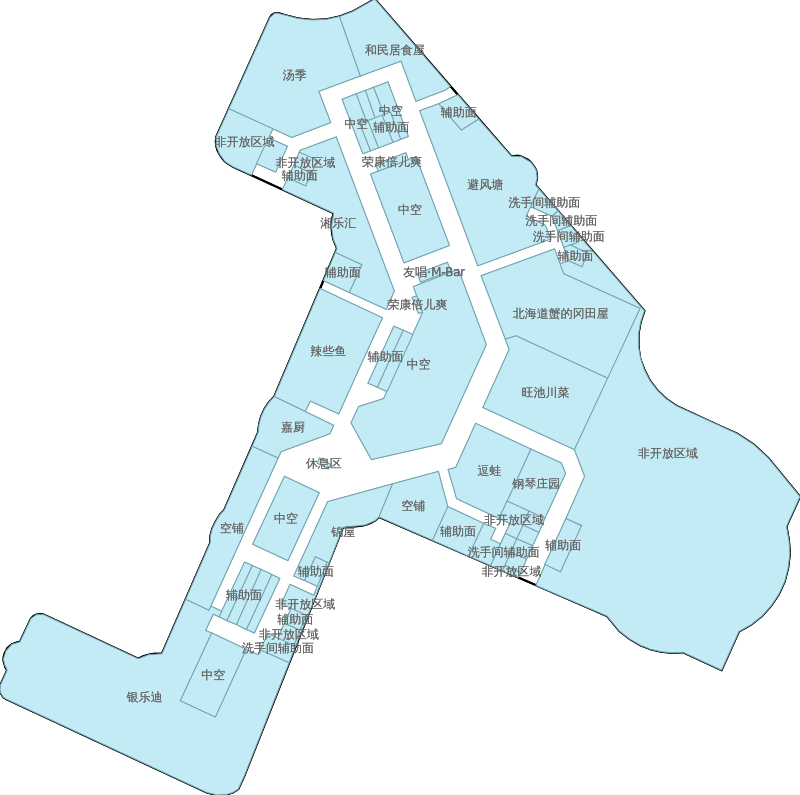 和民居食屋
汤季
中空
辅助面
中空
辅助面
非开放区域
荣康倍儿爽
非开放区域
辅助面
避风塘
洗手间辅助面
中空
湘乐汇
洗手间辅助面
洗手间辅助面
辅助面
辅助面
友唱·M-Bar
荣康倍儿爽
北海道蟹的冈田屋
辣些鱼
辅助面
中空
旺池川菜
嘉厨
非开放区域
休息区
逗蛙
钢琴庄园
空铺
中空
非开放区域
空铺
锦屋
辅助面
辅助面
洗手间辅助面
辅助面
非开放区域
辅助面
非开放区域
辅助面
非开放区域
洗手间辅助面
中空
银乐迪